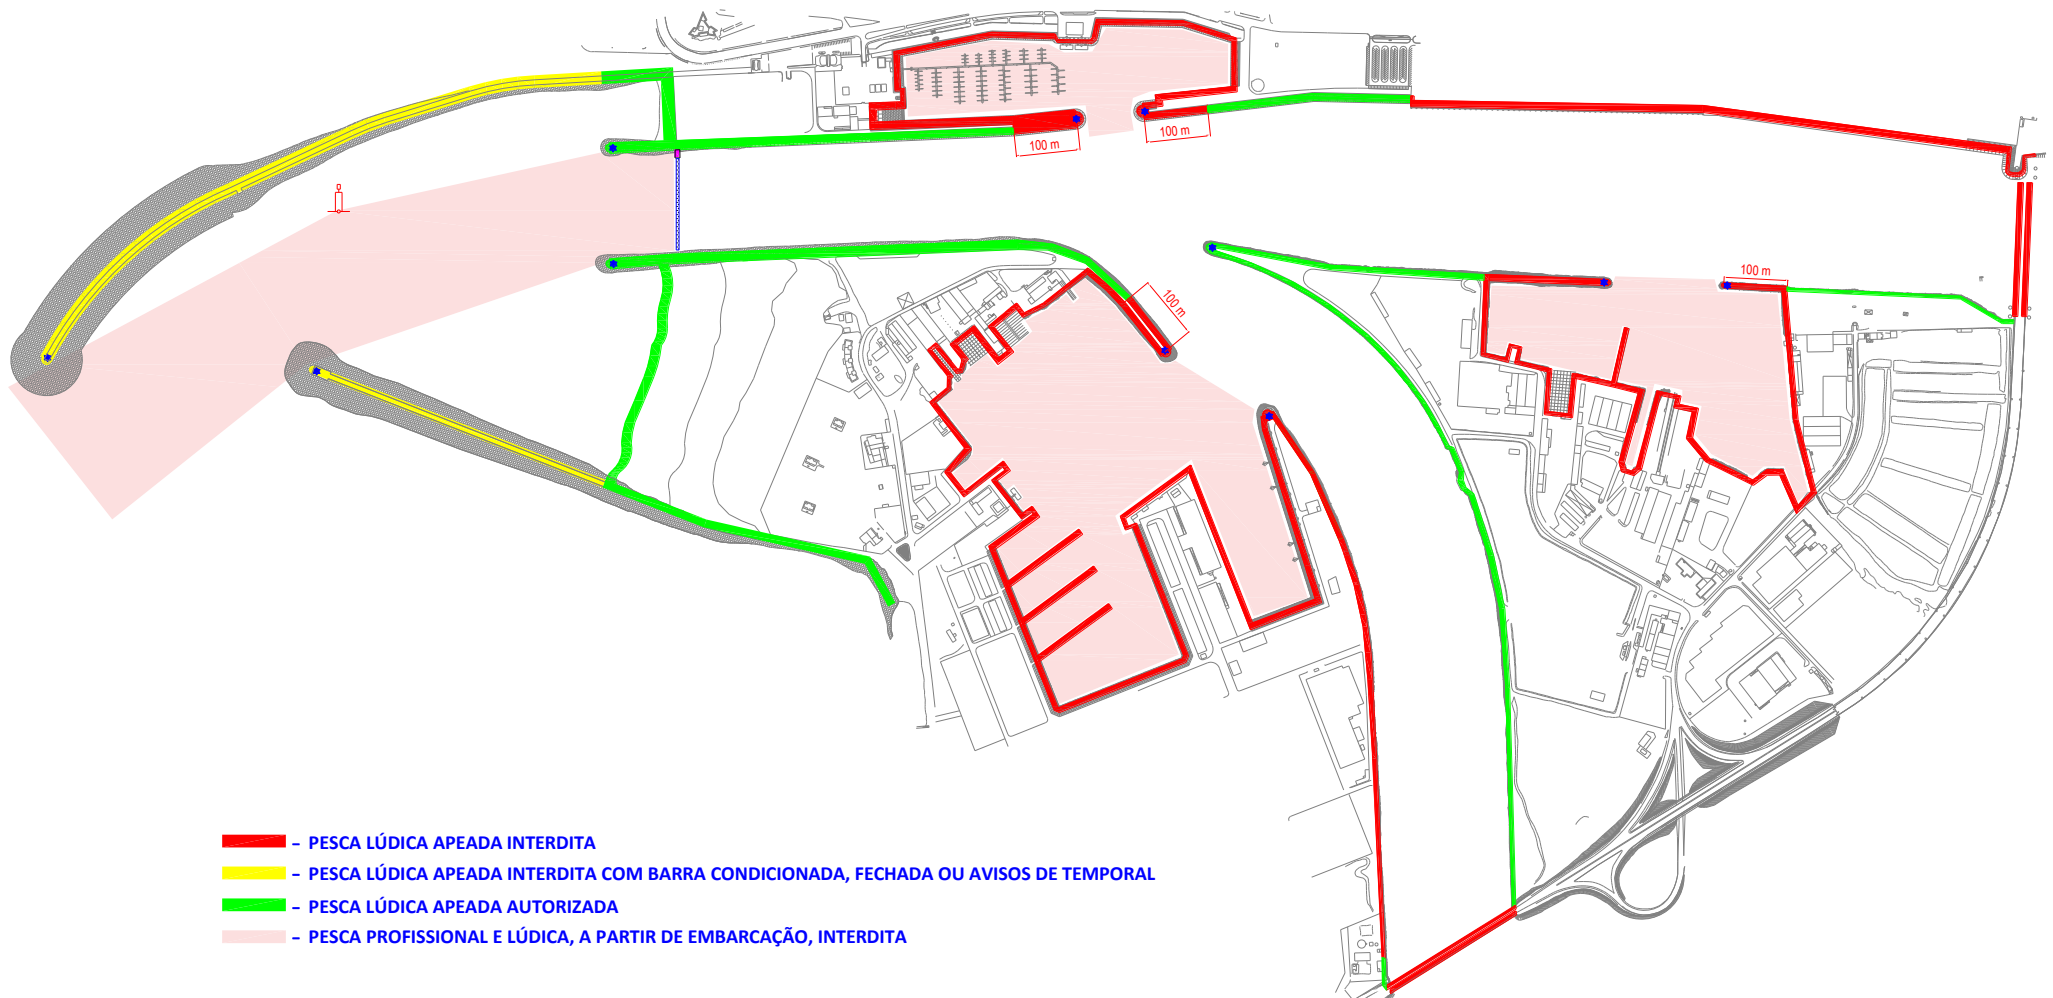 100 m
100 m
100 m
100 m
– PESCA LÚDICA APEADA INTERDITA
– PESCA LÚDICA APEADA INTERDITA COM BARRA CONDICIONADA, FECHADA OU AVISOS DE TEMPORAL
– PESCA LÚDICA APEADA AUTORIZADA
– PESCA PROFISSIONAL E LÚDICA, A PARTIR DE EMBARCAÇÃO, INTERDITA